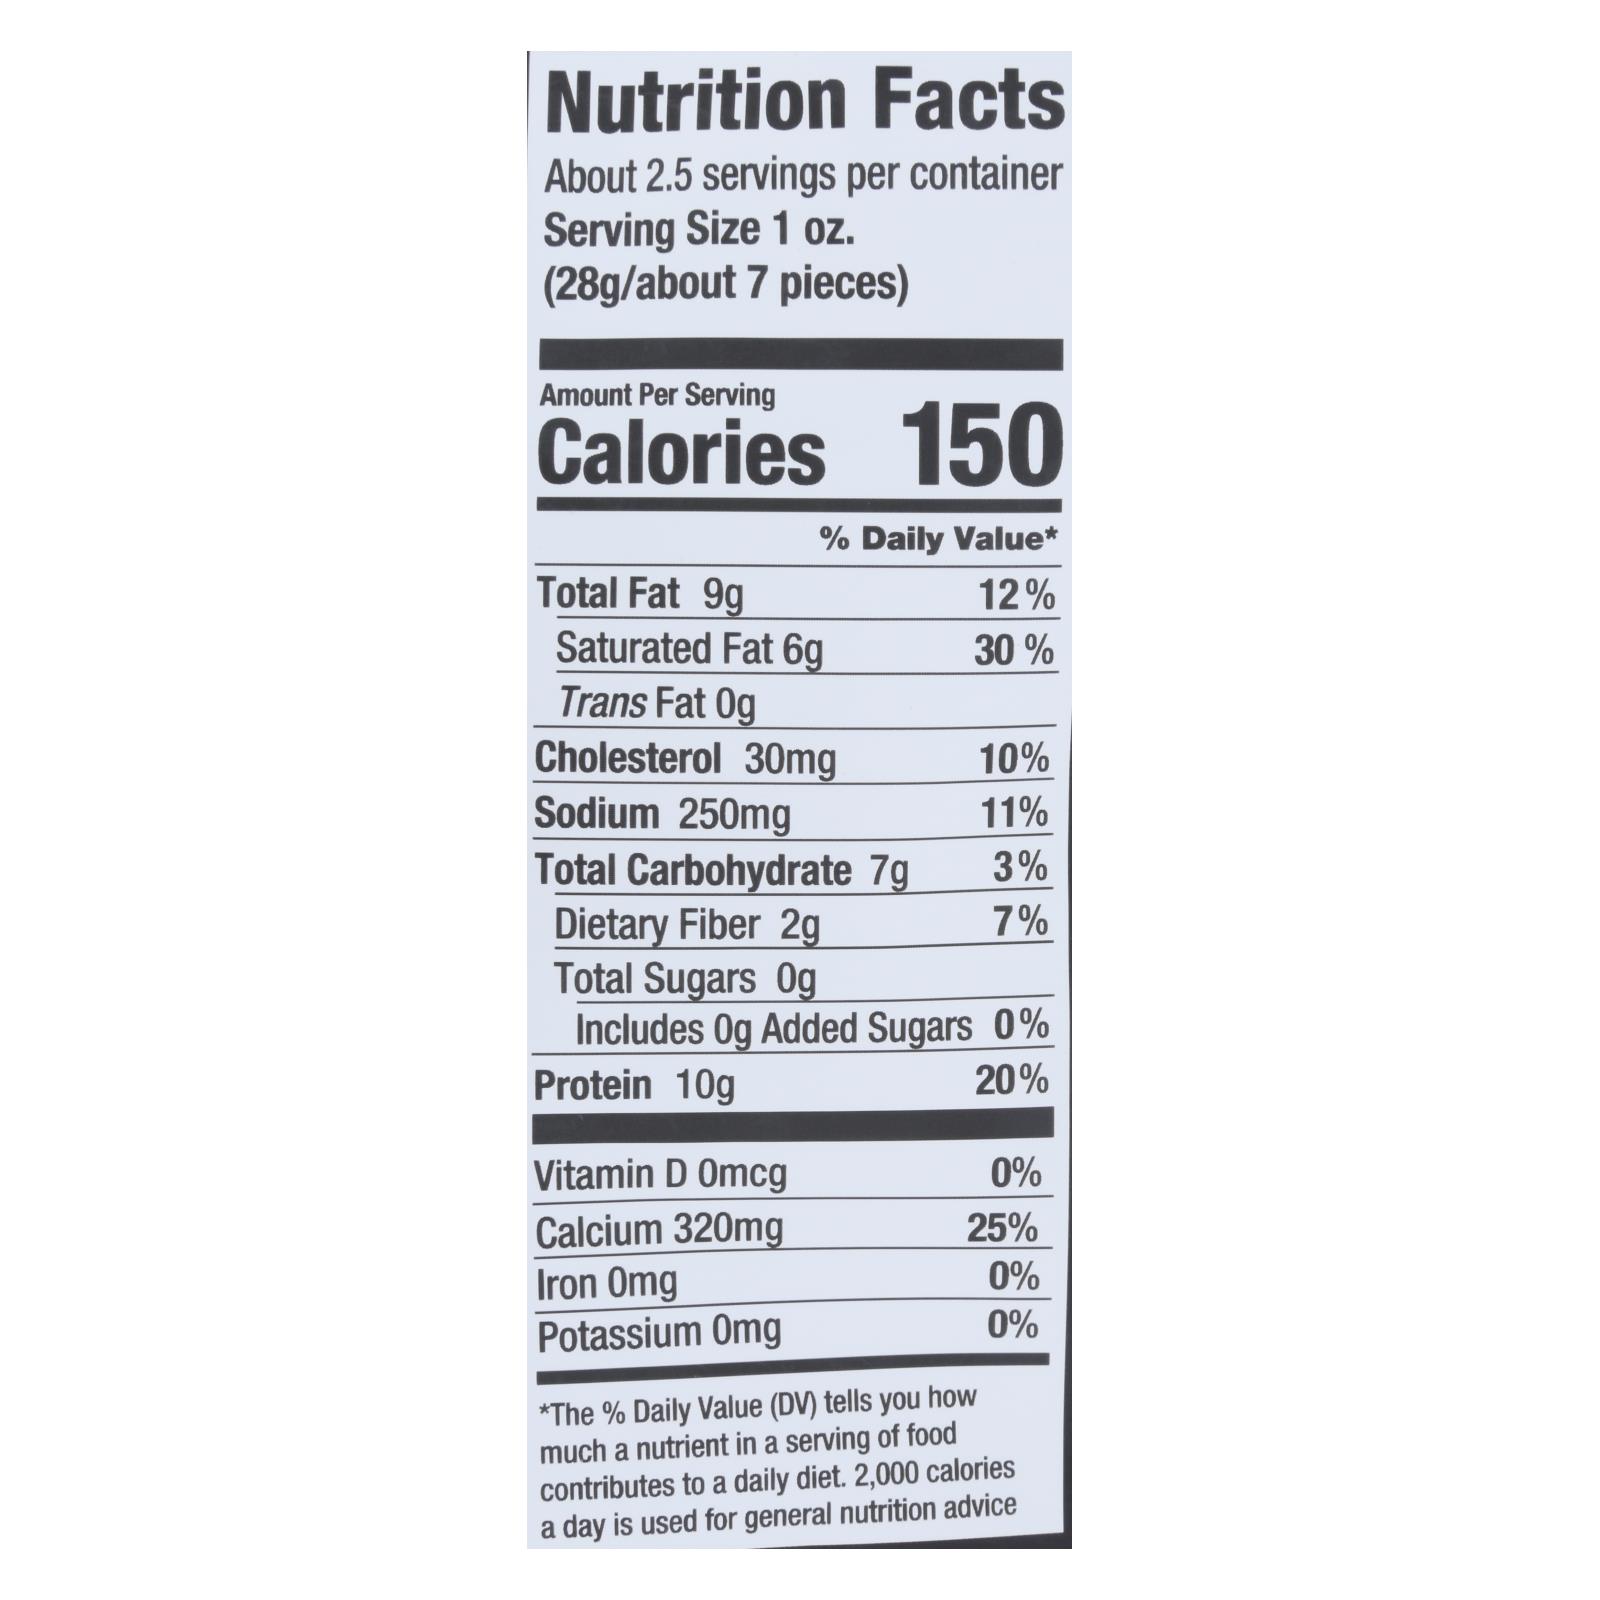 Nutrition Facts
About 2.5 servings per container
Serving Size 1 oz.
(28g/about 7 pieces)
Amount Per Serving
Calories 150
% Daily Value*
Total Fat 9g 12%
Saturated Fat 6g 30 %
Trans Fat 0g
Cholesterol 30mg 10%
Sodium 250mg 11%
Total Carbohydrate 7g 3%
Dietary Fiber 2g 7%
Total Sugars 0g
Includes 0g Added Sugars 0%
Protein 10g 20%
Vitamin D 0mcg 0%
Calcium 320mg 25%
Iron 0mg 0%
Potassium 0mg 0%
*The % Daily Value (DV) tells you how
much a nutrient in a serving of food
contributes to a daily diet. 2,000 calories
a day is used for general nutrition advice